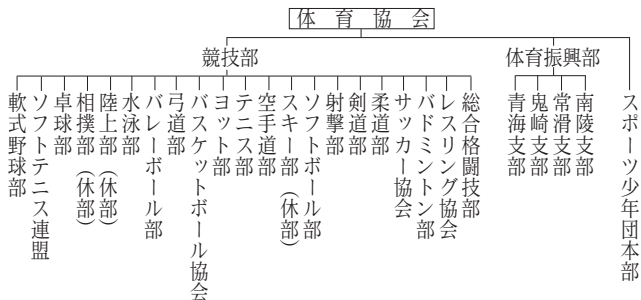 体育協会
競技部
体育振興部
軟式野球部
ソフトテニス連盟
卓球部
相撲部（休部）
陸上部（休部）
水泳部
バレーボール部
弓道部
バスケットボール協会
ヨット部
テニス部
空手道部
スキー部（休部）
ソフトボール部
射撃部
剣道部
柔道部
サッカー協会
バドミントン部
レスリング協会
総合格闘技部
青海支部
鬼崎支部
常滑支部
南陵支部
スポーツ少年団本部